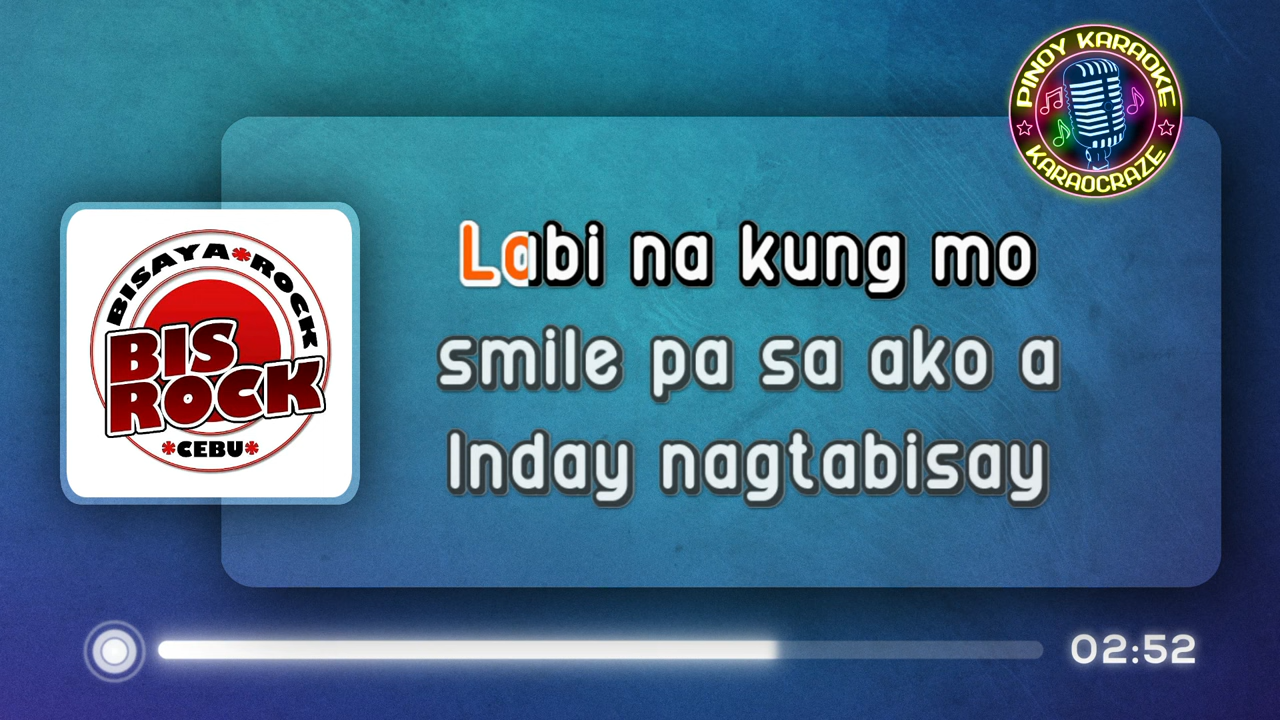 PINOY KARAOKE
KARAOCRAZE
Labi na kung mo
smile pa sa ako a
Inday nagtabisay
BISAYA ROCK
BIS
ROCK
*CEBU*
02:52